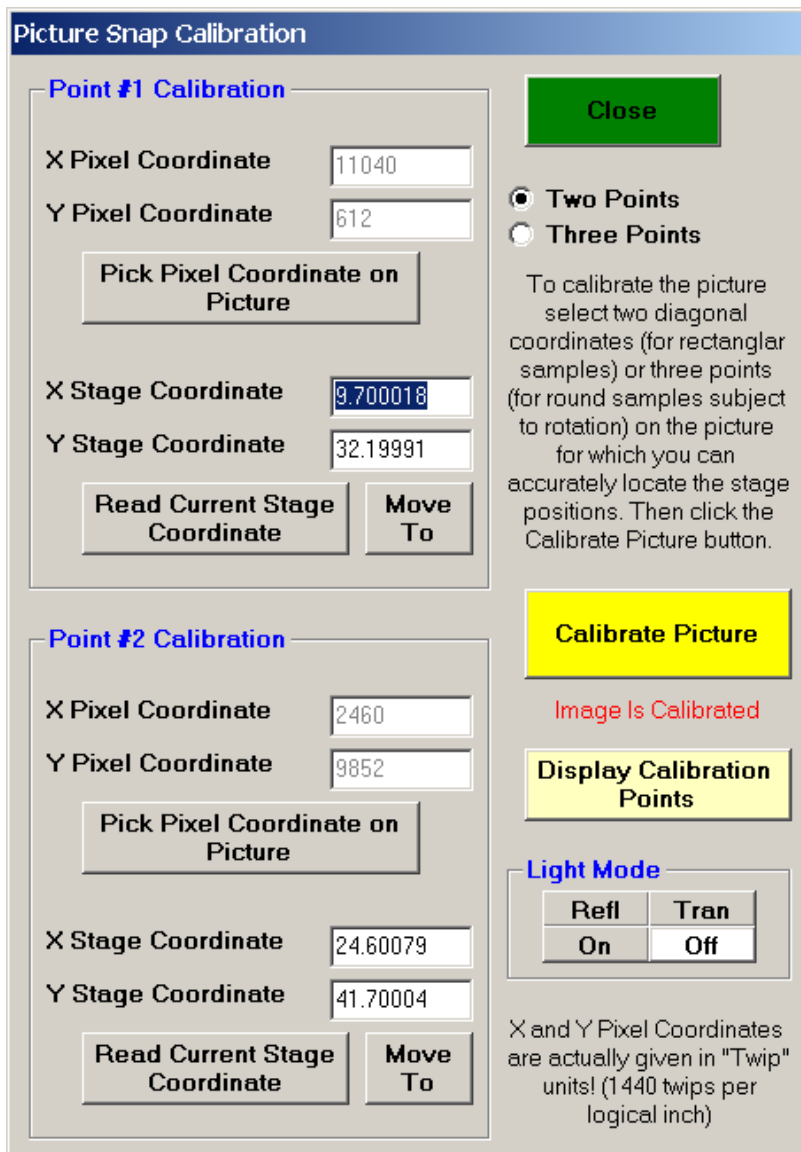 Picture Snap Calibration
Point #1 Calibration
X Pixel Coordinate
11040
Y Pixel Coordinate
612
Pick Pixel Coordinate on
Picture
X Stage Coordinate
9.700018
Y Stage Coordinate
32.19991
Read Current Stage
Coordinate
Move
To
Point #2 Calibration
X Pixel Coordinate
2460
Y Pixel Coordinate
9852
Pick Pixel Coordinate on
Picture
X Stage Coordinate
24.60079
Y Stage Coordinate
41.70004
Read Current Stage
Coordinate
Move
To
Close
Two Points
Three Points
To calibrate the picture
select two diagonal
coordinates (for rectanglar
samples) or three points
(for round samples subject
to rotation) on the picture
for which you can
accurately locate the stage
positions. Then click the
Calibrate Picture button.
Calibrate Picture
Image Is Calibrated
Display Calibration
Points
Light Mode
Refl Tran
On Off
X and Y Pixel Coordinates
are actually given in "Twip"
units! (1440 twips per
logical inch)